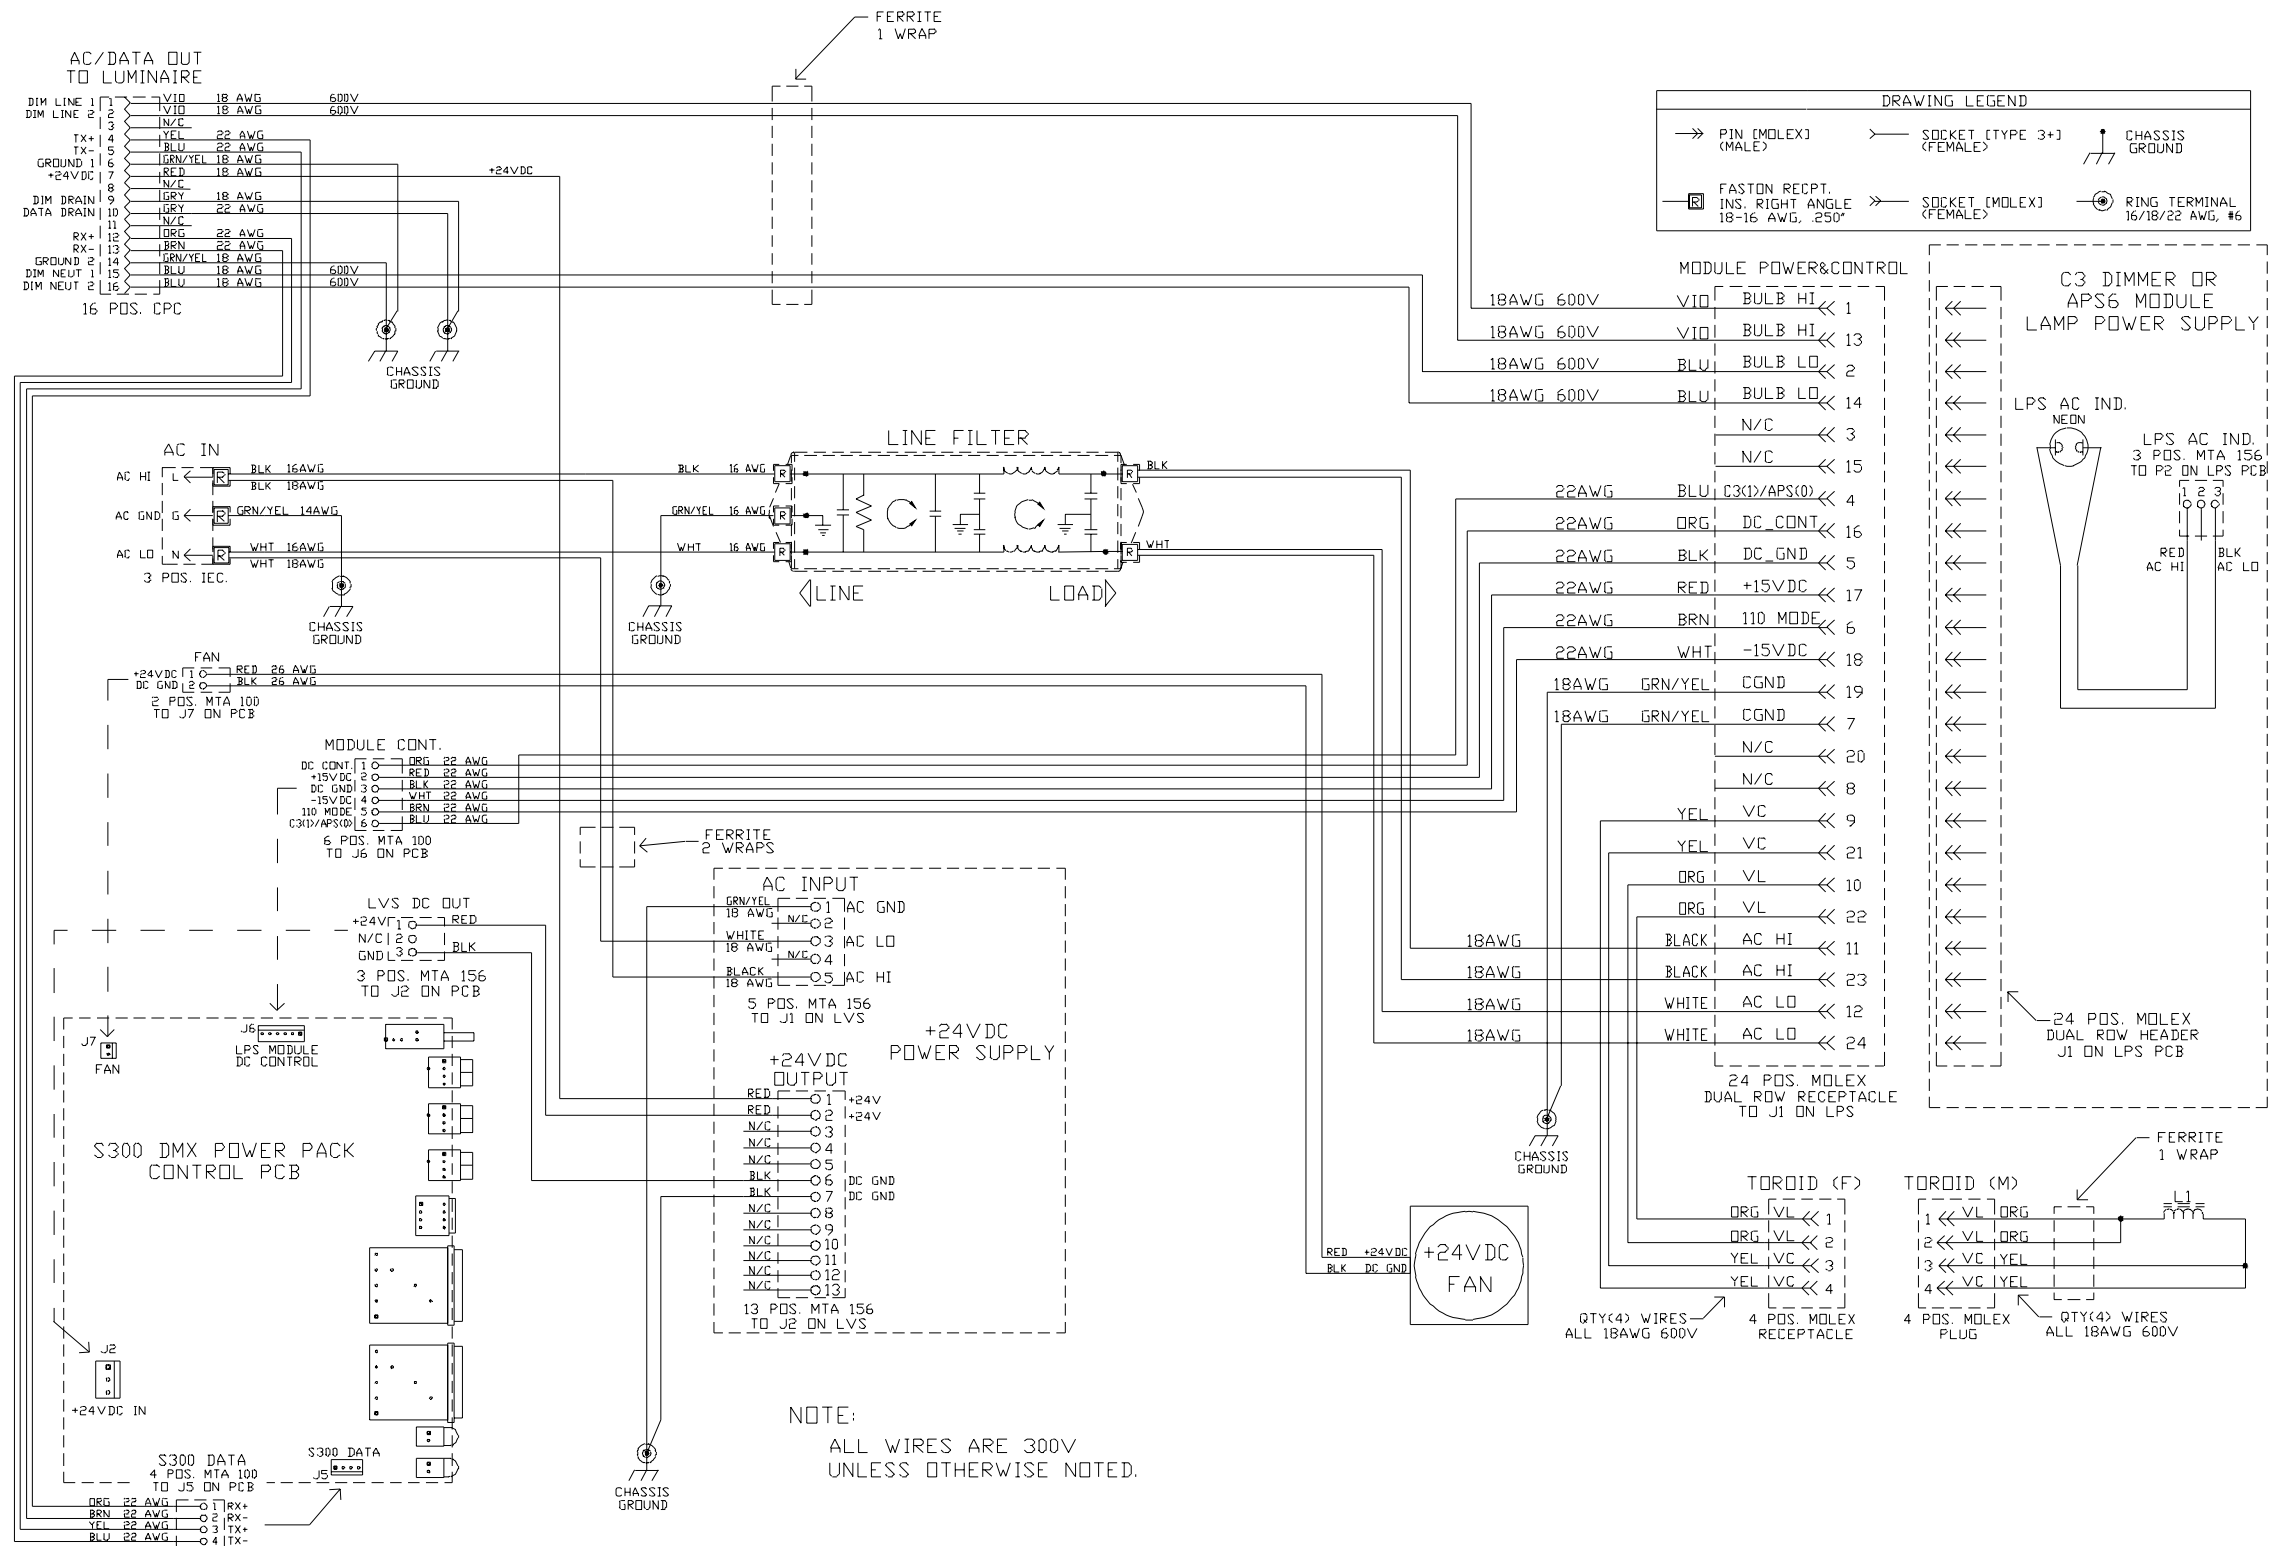 FERRITE
1 WRAP
AC/DATA OUT
TO LUMINAIRE
DIM LINE 1 1 VIO 18 AWG 600V
DIM LINE 2 2 VIO 18 AWG 600V
3 N/C
TX+ 4 YEL 22 AWG
TX- 5 BLU 22 AWG
GROUND 1 6 GRN/YEL 18 AWG
+24VDC 7 RED 18 AWG +24VDC
8 N/C
DIM DRAIN 9 GRY 18 AWG
DATA DRAIN 10 GRY 22 AWG
11 N/C
RX+ 12 ORG 22 AWG
RX- 13 BRN 22 AWG
GROUND 2 14 GRN/YEL 18 AWG
DIM NEUT 1 15 BLU 18 AWG 600V
DIM NEUT 2 16 BLU 18 AWG 600V
16 POS. CPC
CHASSIS
GROUND
DRAWING LEGEND
PIN [MOLEX]
(MALE)
SOCKET [TYPE 3+]
(FEMALE)
CHASSIS
GROUND
R
FASTON RECPT.
INS. RIGHT ANGLE
18-16 AWG, .250"
SOCKET [MOLEX]
(FEMALE)
RING TERMINAL
16/18/22 AWG, #6
AC IN
AC HI L R BLK 16AWG
BLK 18AWG
AC GND G R GRN/YEL 14AWG
AC LO N R WHT 16AWG
WHT 18AWG
3 POS. IEC.
CHASSIS
GROUND
LINE FILTER
BLK 16 AWG R
GRN/YEL 16 AWG R
WHT 16 AWG R
R BLK
R WHT
LINE
LOAD
CHASSIS
GROUND
MODULE POWER&CONTROL
18AWG 600V VIO BULB HI 1
18AWG 600V VIO BULB HI 13
18AWG 600V BLU BULB LO 2
18AWG 600V BLU BULB LO 14
N/C 3
N/C 15
22AWG BLU C3(1)/APS(0) 4
22AWG ORG DC_CONT 16
22AWG BLK DC_GND 5
22AWG RED +15VDC 17
22AWG BRN 110 MODE 6
22AWG WHT -15VDC 18
18AWG GRN/YEL CGND 19
18AWG GRN/YEL CGND 7
N/C 20
N/C 8
YEL VC 9
YEL VC 21
ORG VL 10
ORG VL 22
18AWG BLACK AC HI 11
18AWG BLACK AC HI 23
18AWG WHITE AC LO 12
18AWG WHITE AC LO 24
24 POS. MOLEX
DUAL ROW RECEPTACLE
TO J1 ON LPS
CHASSIS
GROUND
C3 DIMMER OR
APS6 MODULE
LAMP POWER SUPPLY
LPS AC IND.
NEON
LPS AC IND.
3 POS. MTA 156
TO P2 ON LPS PCB
1 2 3
RED BLK
AC HI AC LO
24 POS. MOLEX
DUAL ROW HEADER
J1 ON LPS PCB
FAN
+24VDC 1 RED 26 AWG
DC GND 2 BLK 26 AWG
2 POS. MTA 100
TO J7 ON PCB
MODULE CONT.
DC CONT. 1 ORG 22 AWG
+15VDC 2 RED 22 AWG
DC GND 3 BLK 22 AWG
-15VDC 4 WHT 22 AWG
110 MODE 5 BRN 22 AWG
C3(1)/APS(0) 6 BLU 22 AWG
6 POS. MTA 100
TO J6 ON PCB
FERRITE
2 WRAPS
LVS DC OUT
+24V 1 RED
N/C 2
GND 3 BLK
3 POS. MTA 156
TO J2 ON PCB
AC INPUT
GRN/YEL
18 AWG 1 AC GND
N/C 2
WHITE
18 AWG 3 AC LO
N/C 4
BLACK
18 AWG 5 AC HI
5 POS. MTA 156
TO J1 ON LVS
+24VDC
POWER SUPPLY
+24VDC
OUTPUT
RED 1 +24V
RED 2 +24V
N/C 3
N/C 4
N/C 5
BLK 6 DC GND
BLK 7 DC GND
N/C 8
N/C 9
N/C 10
N/C 11
N/C 12
N/C 13
13 POS. MTA 156
TO J2 ON LVS
CHASSIS
GROUND
J7
FAN
J6
LPS MODULE
DC CONTROL
S300 DMX POWER PACK
CONTROL PCB
J2
+24VDC IN
S300 DATA
J5
S300 DATA
4 POS. MTA 100
TO J5 ON PCB
ORG 22 AWG 1 RX+
BRN 22 AWG 2 RX-
YEL 22 AWG 3 TX+
BLU 22 AWG 4 TX-
RED +24VDC
BLK DC GND
+24VDC
FAN
TOROID (F)
ORG VL 1
ORG VL 2
YEL VC 3
YEL VC 4
QTY(4) WIRES
ALL 18AWG 600V
4 POS. MOLEX
RECEPTACLE
TOROID (M)
1 VL ORG
2 VL ORG
3 VC YEL
4 VC YEL
4 POS. MOLEX
PLUG
QTY(4) WIRES
ALL 18AWG 600V
FERRITE
1 WRAP
L1
NOTE:
ALL WIRES ARE 300V
UNLESS OTHERWISE NOTED.